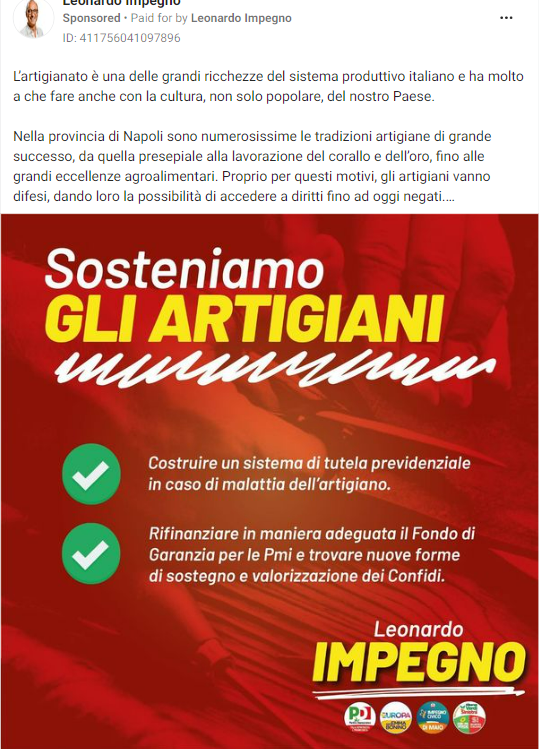 Leonardo Impegno
Sponsored • Paid for by Leonardo Impegno
ID: 411756041097896
L'artigianato è una delle grandi ricchezze del sistema produttivo italiano e ha molto
a che fare anche con la cultura, non solo popolare, del nostro Paese.
Nella provincia di Napoli sono numerosissime le tradizioni artigiane di grande
successo, da quella presepiale alla lavorazione del corallo e dell'oro, fino alle
grandi eccellenze agroalimentari. Proprio per questi motivi, gli artigiani vanno
difesi, dando loro la possibilità di accedere a diritti fino ad oggi negati....
Sosteniamo
GLI ARTIGIANI
Costruire un sistema di tutela previdenziale
in caso di malattia dell'artigiano.
Rifinanziare in maniera adeguata il Fondo di
Garanzia per le Pmi e trovare nuove forme
di sostegno e valorizzazione dei Confidi.
Leonardo
IMPEGNO
PD
EUROPA
EMMA
BONINO
IMPEGNO
CIVICO
DI MAIO